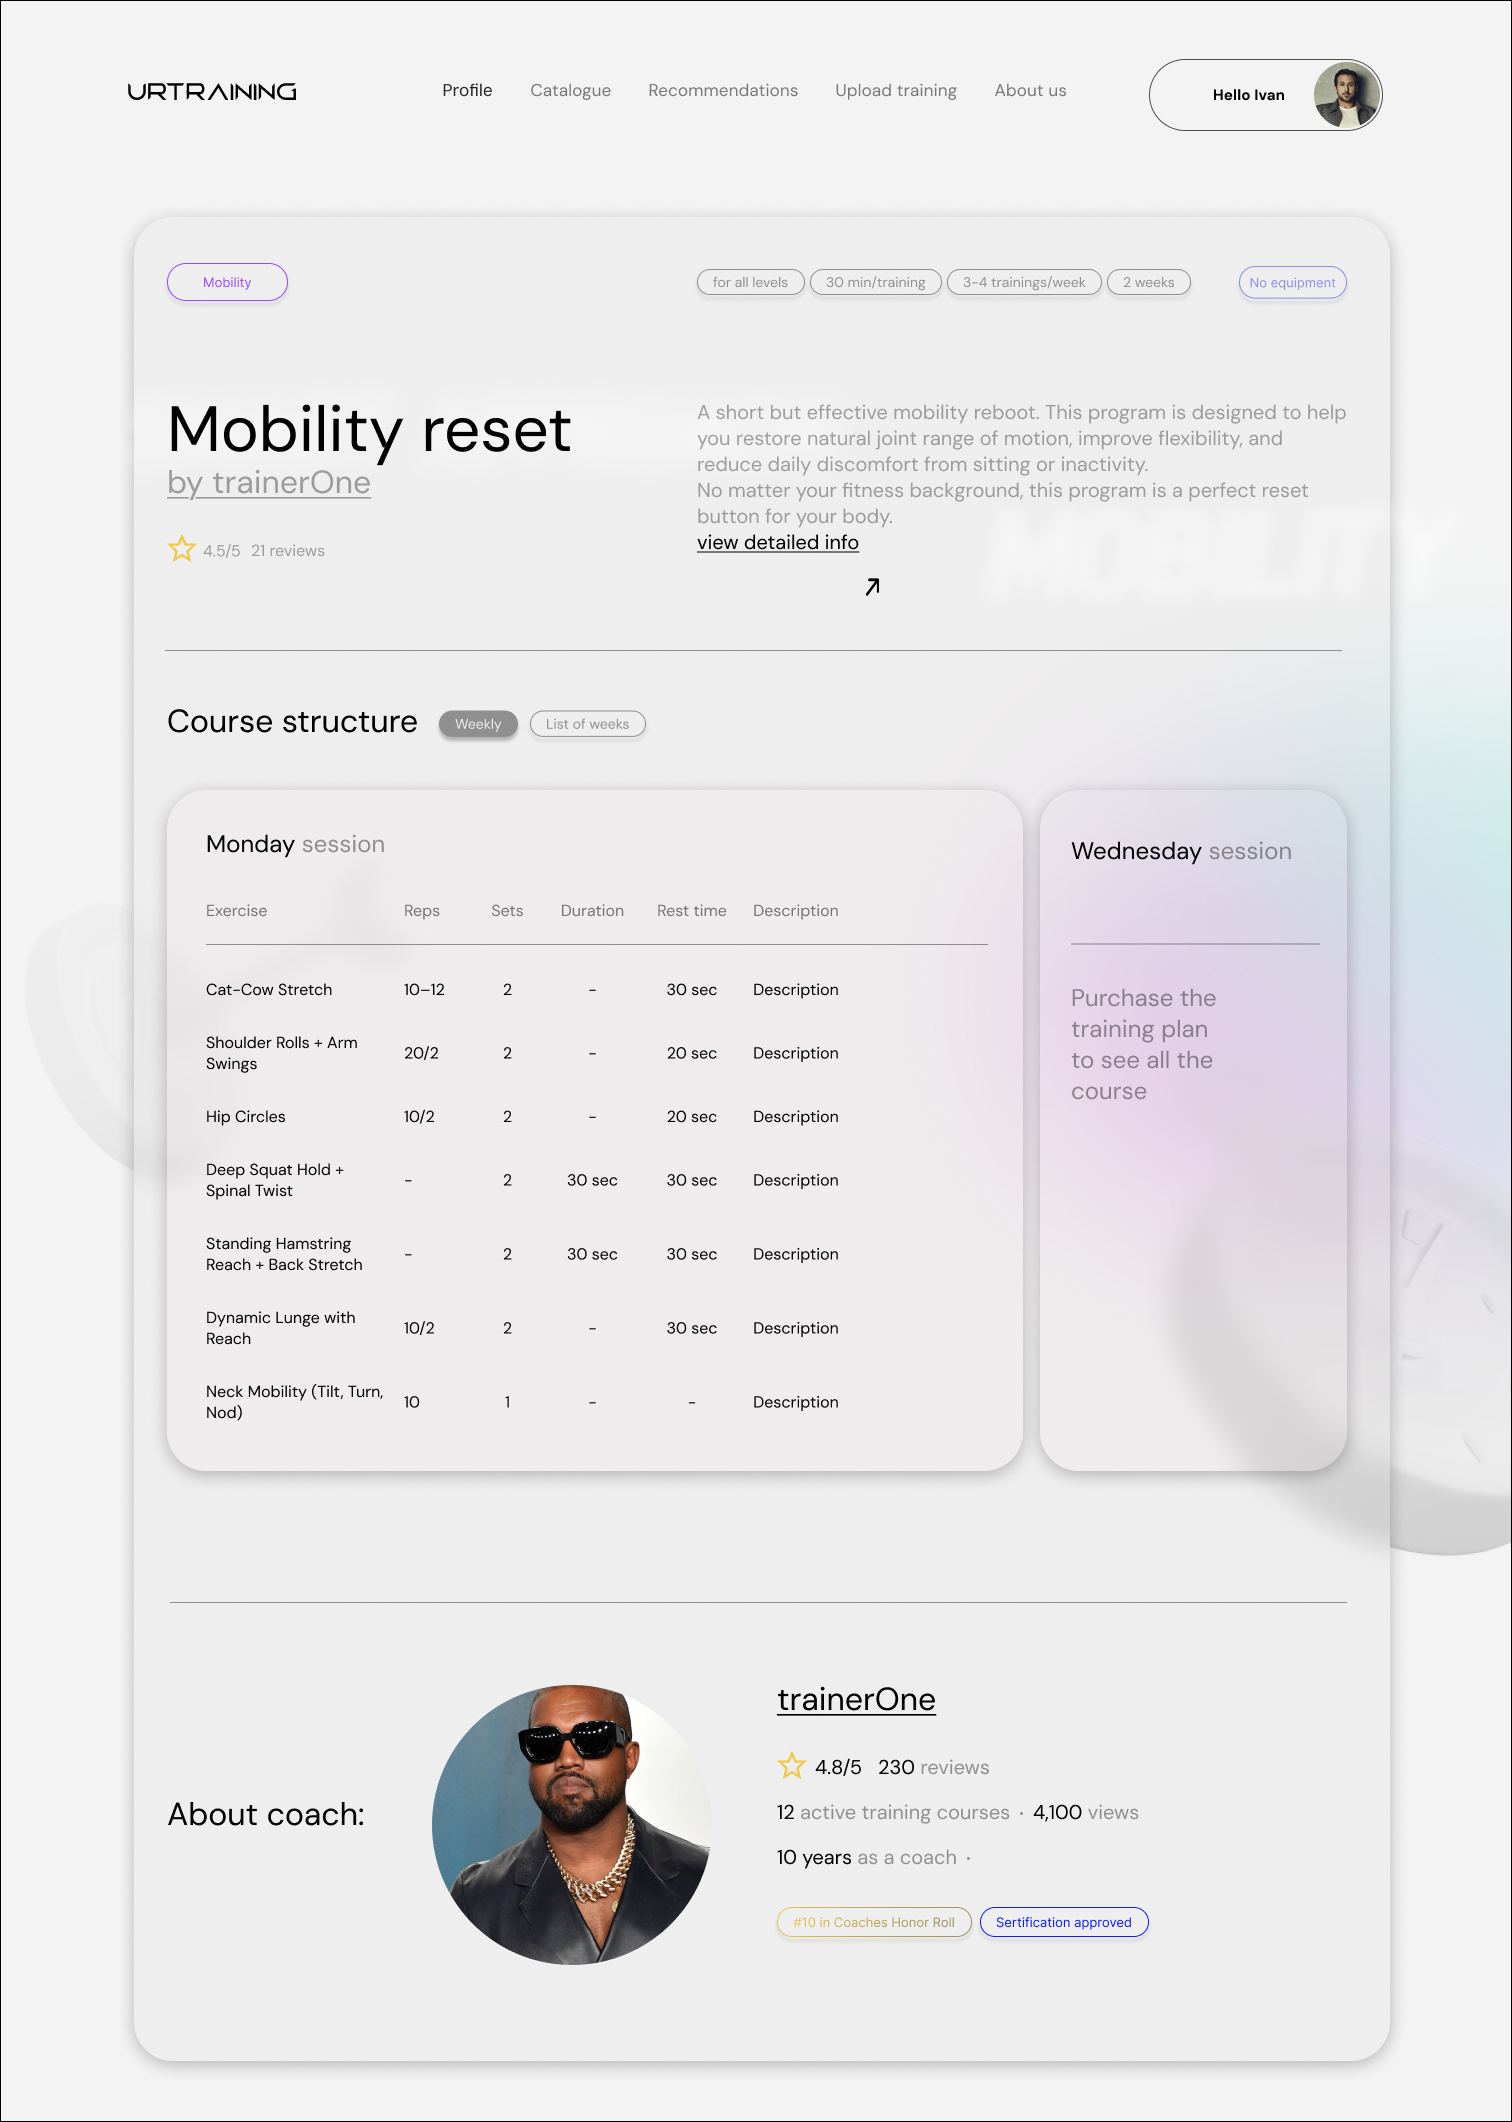 URTRAINING
Profile Catalogue Recommendations Upload training About us
Hello Ivan
Mobility
for all levels 30 min/training 3-4 trainings/week 2 weeks No equipment
Mobility reset
by trainerOne
4.5/5 21 reviews
A short but effective mobility reboot. This program is designed to help
you restore natural joint range of motion, improve flexibility, and
reduce daily discomfort from sitting or inactivity.
No matter your fitness background, this program is a perfect reset
button for your body.
view detailed info
MOBILITY
Course structure Weekly List of weeks
Monday session
Exercise Reps Sets Duration Rest time Description
Cat-Cow Stretch 10–12 2 - 30 sec Description
Shoulder Rolls + Arm
Swings 20/2 2 - 20 sec Description
Hip Circles 10/2 2 - 20 sec Description
Deep Squat Hold +
Spinal Twist - 2 30 sec 30 sec Description
Standing Hamstring
Reach + Back Stretch - 2 30 sec 30 sec Description
Dynamic Lunge with
Reach 10/2 2 - 30 sec Description
Neck Mobility (Tilt, Turn,
Nod) 10 1 - - Description
Wednesday session
Purchase the
training plan
to see all the
course
About coach:
trainerOne
4.8/5 230 reviews
12 active training courses · 4,100 views
10 years as a coach ·
#10 in Coaches Honor Roll Sertification approved